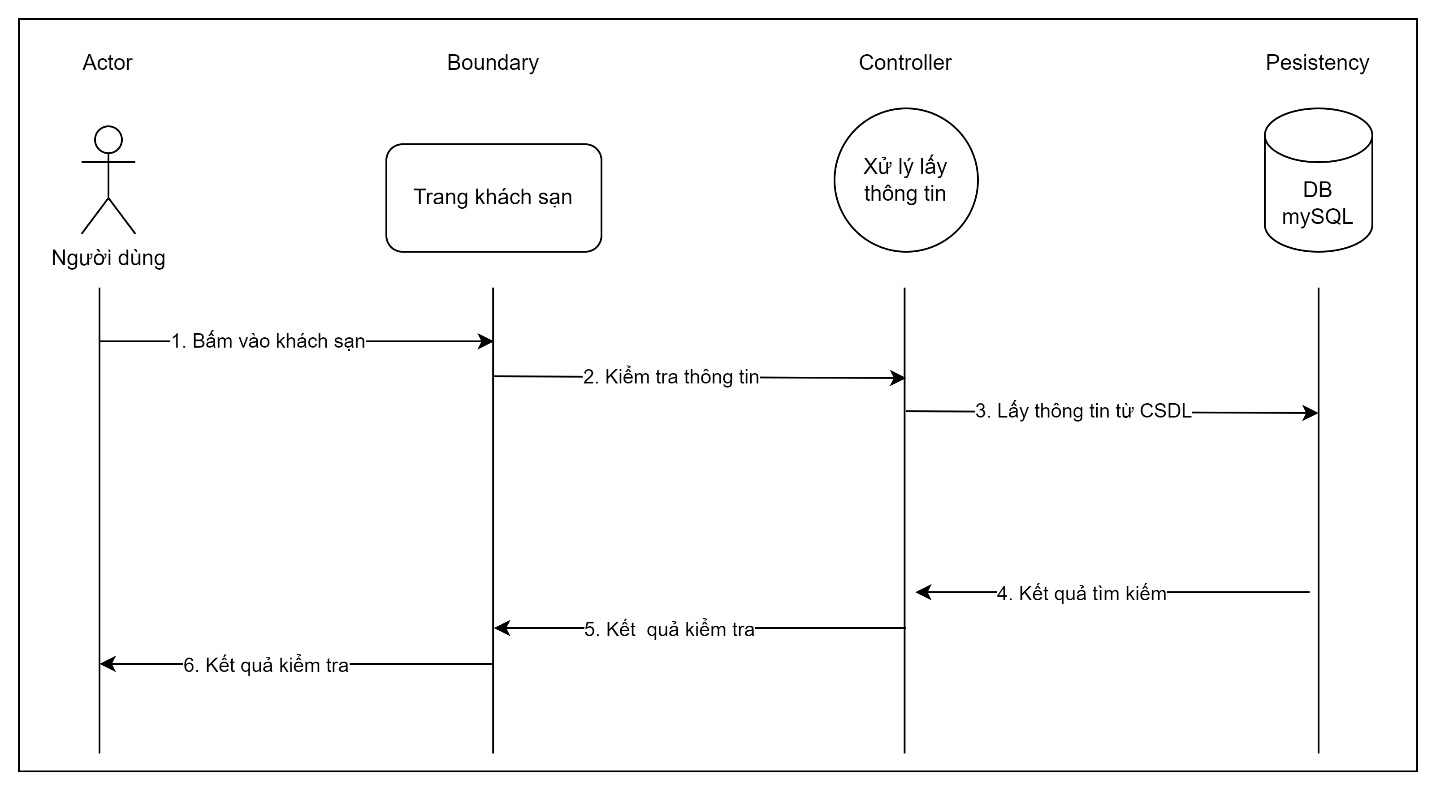 Actor
Boundary
Controller
Pesistency
Trang khách sạn
Xử lý lấy
thông tin
DB
mySQL
Người dùng
1. Bấm vào khách sạn
2. Kiểm tra thông tin
3. Lấy thông tin từ CSDL
4. Kết quả tìm kiếm
5. Kết  quả kiểm tra
6. Kết quả kiểm tra